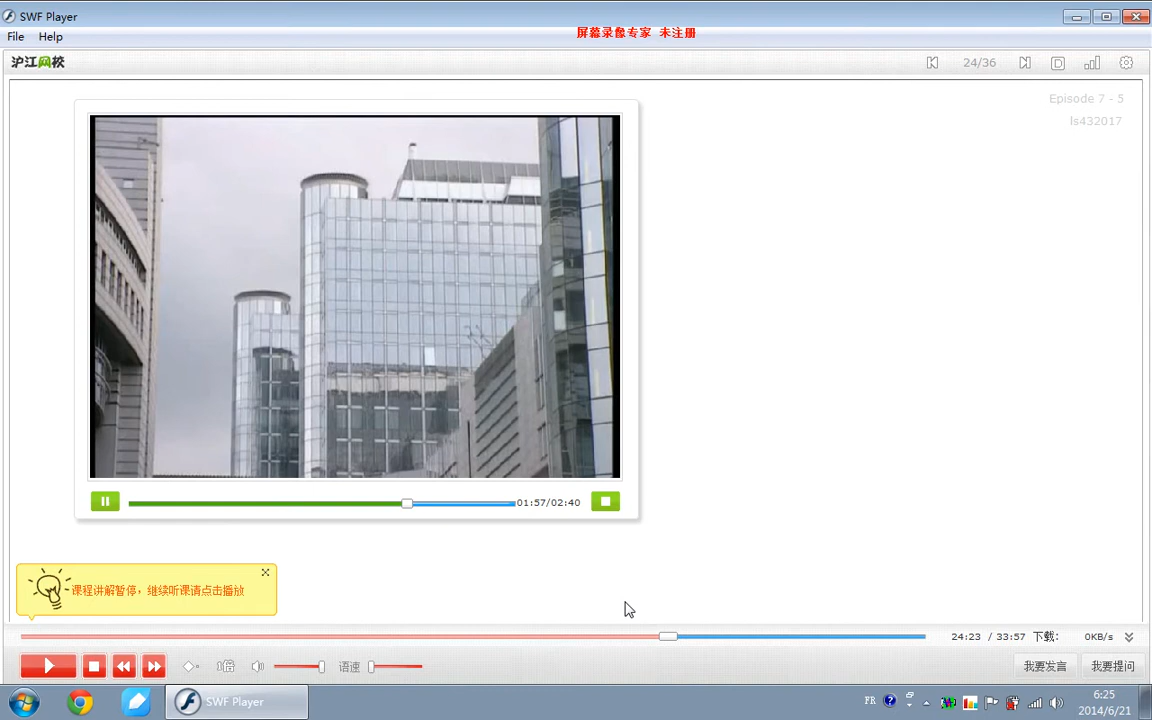 SWF Player
屏幕录像专家 未注册
File Help
沪江网校
24/36
D
Episode 7 - 5
ls432017
01:57/02:40
课程讲解暂停，继续听课请点击播放
24:23 / 33:57 下载： 0KB/s
1倍 语速 我要发言 我要提问
SWF Player
FR
6:25
2014/6/21